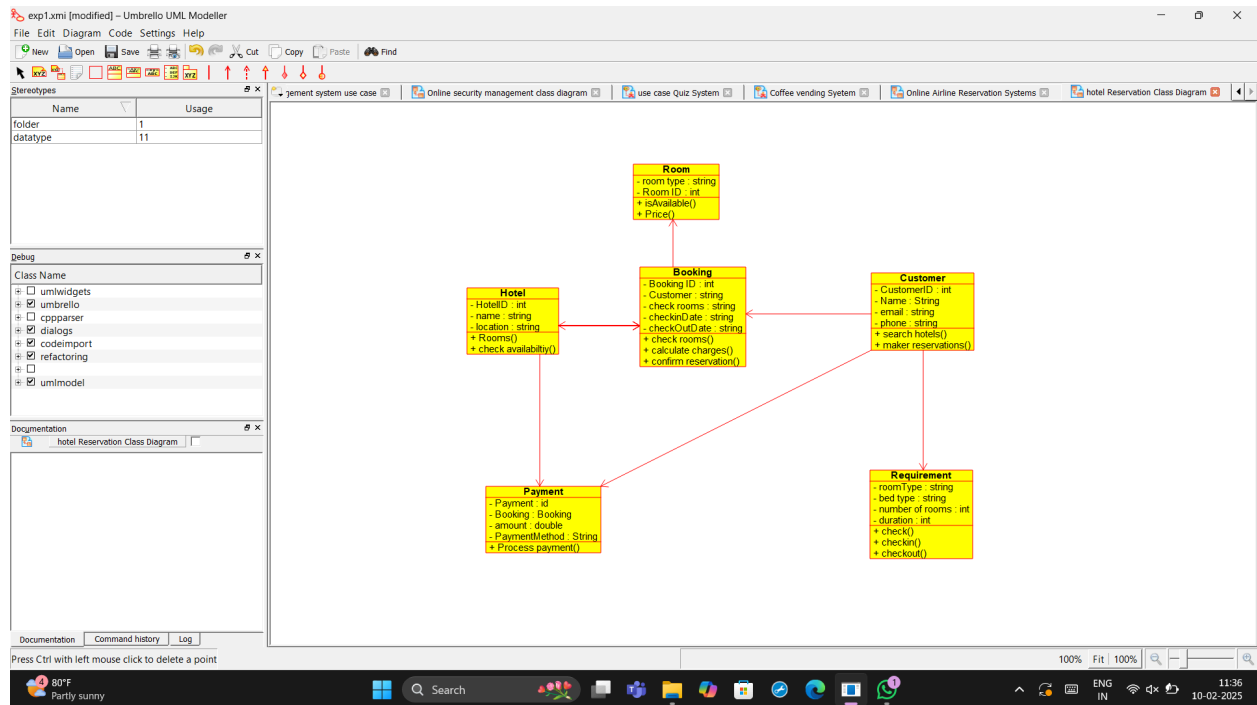 exp1.xmi [modified] – Umbrello UML Modeller
File Edit Diagram Code Settings Help
New Open Save Cut Copy Paste Find
Stereotypes
Name Usage
folder 1
datatype 11
Debug
Class Name
umlwidgets
umbrello
cppparser
dialogs
codeimport
refactoring
umlmodel
Documentation
hotel Reservation Class Diagram
Documentation Command history Log
Press Ctrl with left mouse click to delete a point
jement system use case Online security management class diagram use case Quiz System Coffee vending Syetem Online Airline Reservation Systems hotel Reservation Class Diagram
Room
- room type : string
- Room ID : int
+ isAvailable()
+ Price()
Hotel
- HotelID : int
- name : string
- location : string
+ Rooms()
+ check availabiltiy()
Booking
- Booking ID : int
- Customer : string
- check rooms : string
- checkinDate : string
- checkOutDate : string
+ check rooms()
+ calculate charges()
+ confirm reservation()
Customer
- CustomerID : int
- Name : String
- email : string
- phone : string
+ search hotels()
+ maker reservations()
Payment
- Payment : id
- Booking : Booking
- amount : double
- PaymentMethod : String
+ Process payment()
Requirement
- roomType : string
- bed type : string
- number of rooms : int
- duration : int
+ check()
+ checkin()
+ checkout()
100% Fit 100%
4
80°F
Partly sunny
Search
1
ENG
IN
11:36
10-02-2025